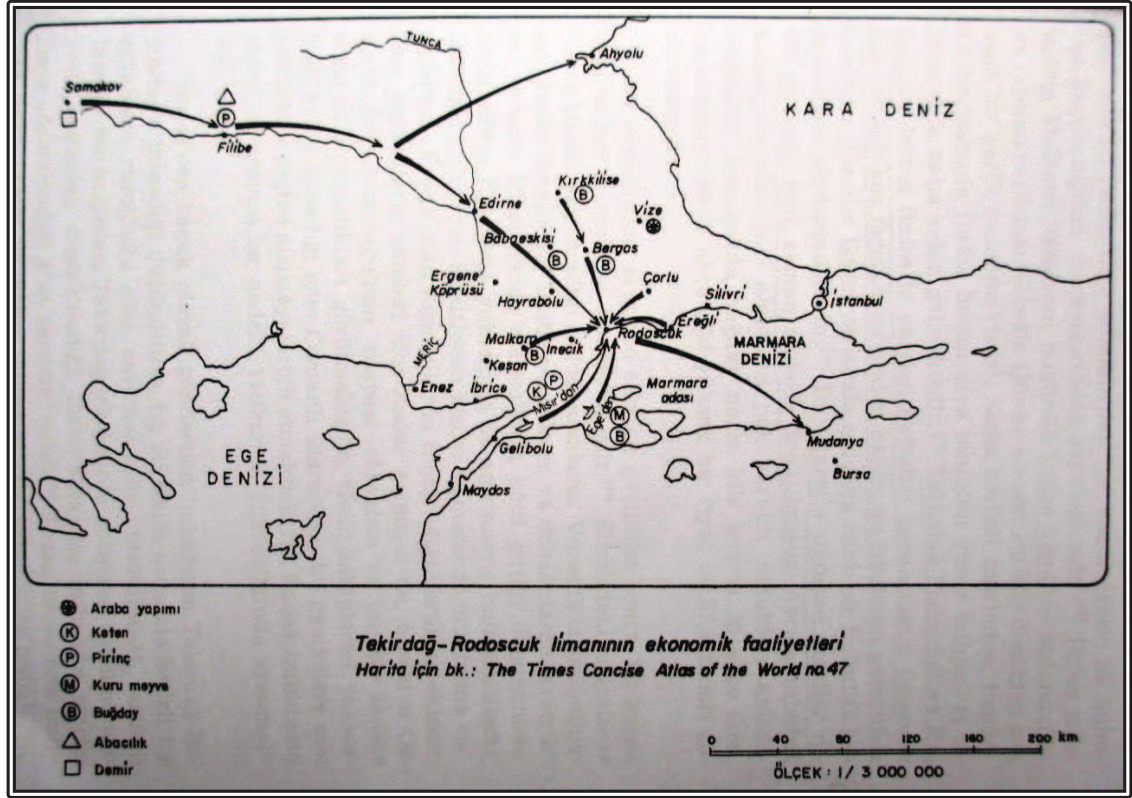 TUNCA
Ahyolu
Samakov
KARA DENİZ
P
Filibe
Kırkkilise
B
Edirne
Vize
Babaeskisi
B
Bergos
B
Ergene
Köprüsü
Hayrabolu
Çorlu
Silivri
İstanbul
Rodoscuk
Ereğli
MARMARA
DENİZİ
Malkara
B
İnecik
MERİÇ
Keşan
Enez
İbrice
K
P
Mısır'dan
Ege'den
M
B
Marmara
adası
Mudanya
Bursa
Gelibolu
EGE
DENİZİ
Maydos
Araba yapımı
K Keten
P Pirinç
M Kuru meyve
B Buğday
Abacılık
Demir
Tekirdağ-Rodoscuk limanının ekonomik faaliyetleri
Harita için bk.: The Times Concise Atlas of the World no.47
0 40 80 120 160 200 km
ÖLÇEK : 1/ 3 000 000